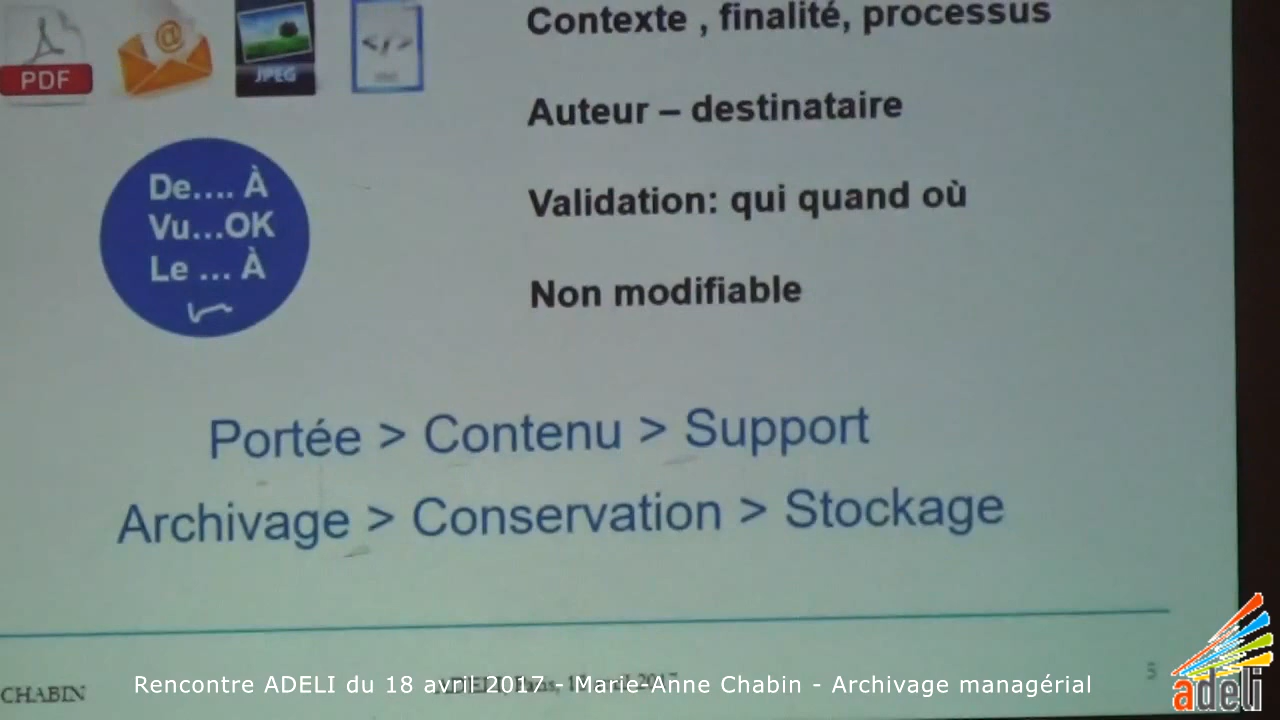 Contexte , finalité, processus
PDF
@
JPEG
</>
Auteur – destinataire
De.... À
Vu...OK
Le ... À
Validation: qui quand où
Non modifiable
Portée > Contenu > Support
Archivage > Conservation > Stockage
CHABIN
5
Rencontre ADELI du 18 avril 2017 - Marie-Anne Chabin - Archivage managérial
adeli